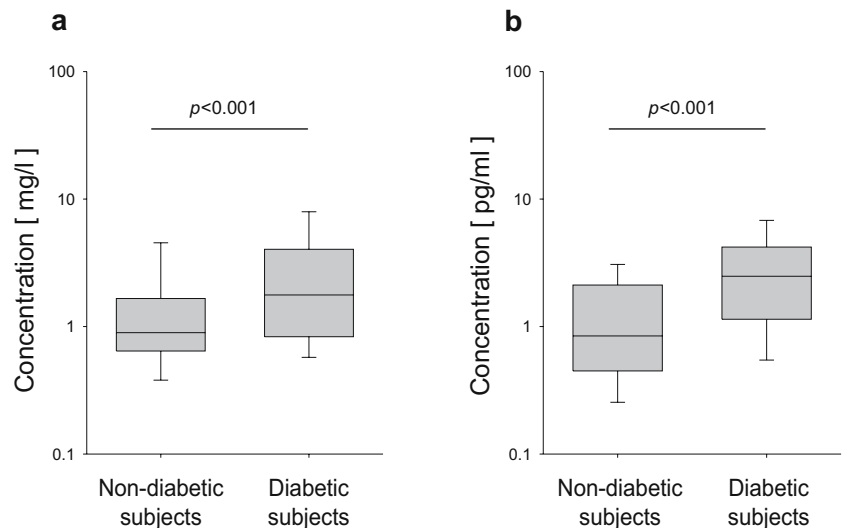 a
100
10
1
0.1
Concentration [ mg/l ]
p<0.001
Non-diabetic
subjects
Diabetic
subjects
b
100
10
1
0.1
Concentration [ pg/ml ]
p<0.001
Non-diabetic
subjects
Diabetic
subjects